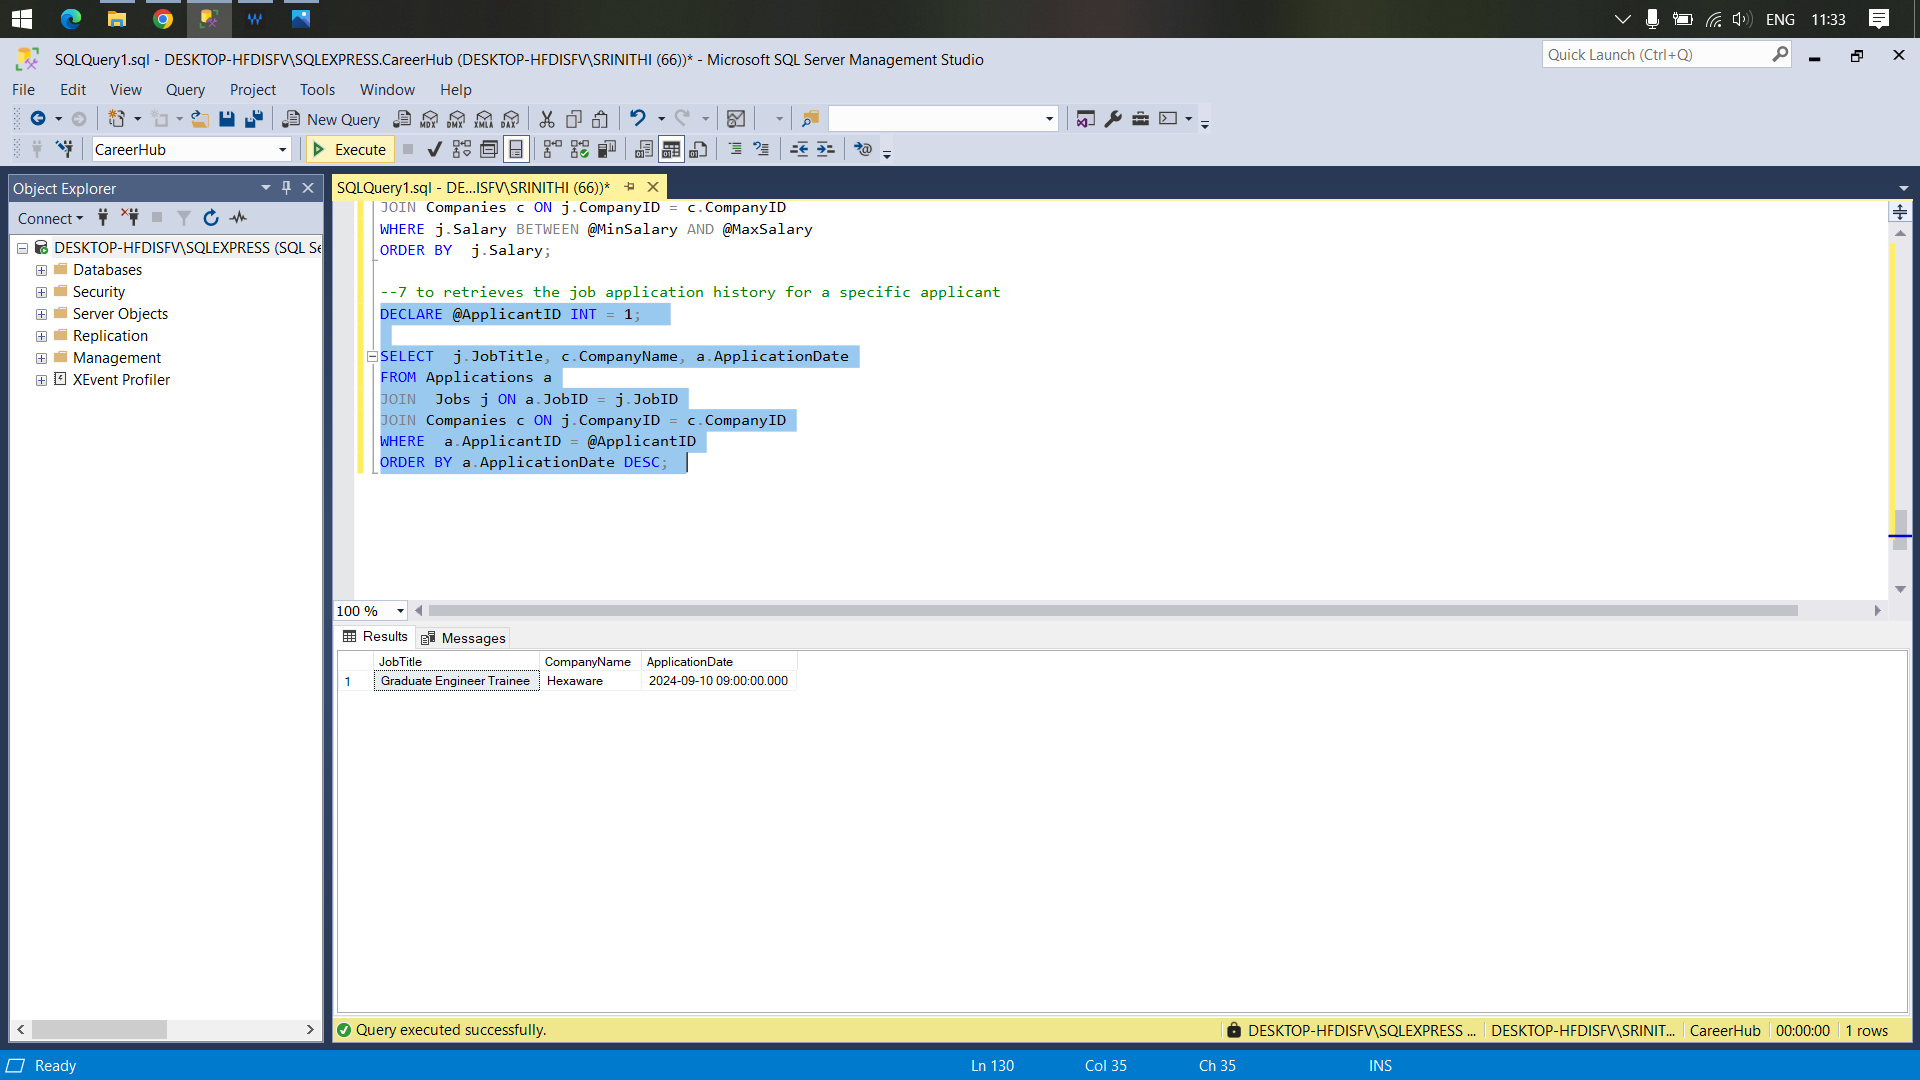 ENG 11:33
SQLQuery1.sql - DESKTOP-HFDISFV\SQLEXPRESS.CareerHub (DESKTOP-HFDISFV\SRINITHI (66))* - Microsoft SQL Server Management Studio
Quick Launch (Ctrl+Q)
File Edit View Query Project Tools Window Help
New Query MDX DMX XMLA DAX
CareerHub Execute
Object Explorer
SQLQuery1.sql - DE...ISFV\SRINITHI (66))*
Connect
DESKTOP-HFDISFV\SQLEXPRESS (SQL Se
Databases
Security
Server Objects
Replication
Management
XEvent Profiler
JOIN Companies c ON j.CompanyID = c.CompanyID
WHERE j.Salary BETWEEN @MinSalary AND @MaxSalary
ORDER BY  j.Salary;
--7 to retrieves the job application history for a specific applicant
DECLARE @ApplicantID INT = 1;
SELECT  j.JobTitle, c.CompanyName, a.ApplicationDate
FROM Applications a
JOIN  Jobs j ON a.JobID = j.JobID
JOIN Companies c ON j.CompanyID = c.CompanyID
WHERE  a.ApplicantID = @ApplicantID
ORDER BY a.ApplicationDate DESC;
100 %
Results Messages
JobTitle CompanyName ApplicationDate
1 Graduate Engineer Trainee Hexaware 2024-09-10 09:00:00.000
Query executed successfully.
DESKTOP-HFDISFV\SQLEXPRESS ... DESKTOP-HFDISFV\SRINIT... CareerHub 00:00:00 1 rows
Ready Ln 130 Col 35 Ch 35 INS